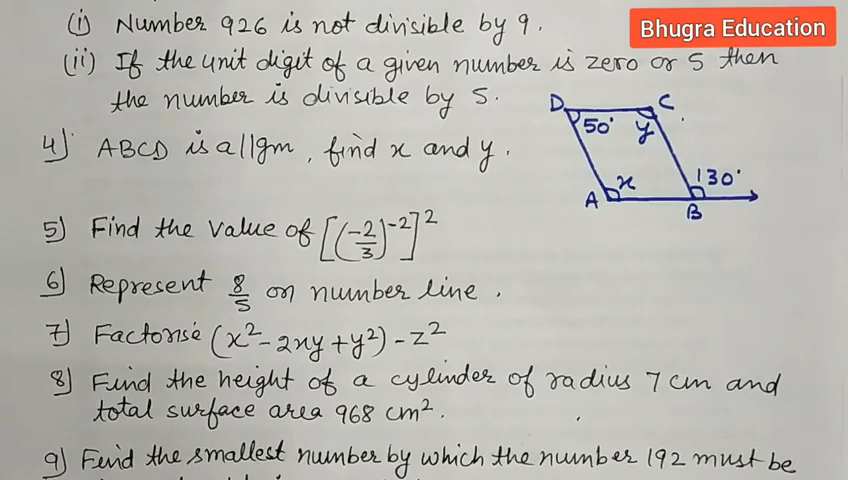 (i) Number 926 is not divisible by 9.
Bhugra Education
(ii) If the unit digit of a given number is zero or 5 then
the number is divisible by 5.
4) ABCD is a ||gm, find x and y.
D C
50° y
x 130°
A B
5) Find the value of [(-2/3)^-2]^2
6) Represent 8/5 on number line.
7) Factorise (x² - 2xy + y²) - z²
8) Find the height of a cylinder of radius 7 cm and
total surface area 968 cm².
9) Find the smallest number by which the number 192 must be